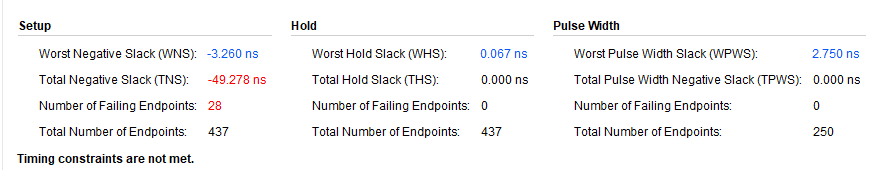 Setup Hold Pulse Width
Worst Negative Slack (WNS): -3.260 ns Worst Hold Slack (WHS): 0.067 ns Worst Pulse Width Slack (WPWS): 2.750 ns
Total Negative Slack (TNS): -49.278 ns Total Hold Slack (THS): 0.000 ns Total Pulse Width Negative Slack (TPWS): 0.000 ns
Number of Failing Endpoints: 28 Number of Failing Endpoints: 0 Number of Failing Endpoints: 0
Total Number of Endpoints: 437 Total Number of Endpoints: 437 Total Number of Endpoints: 250
Timing constraints are not met.